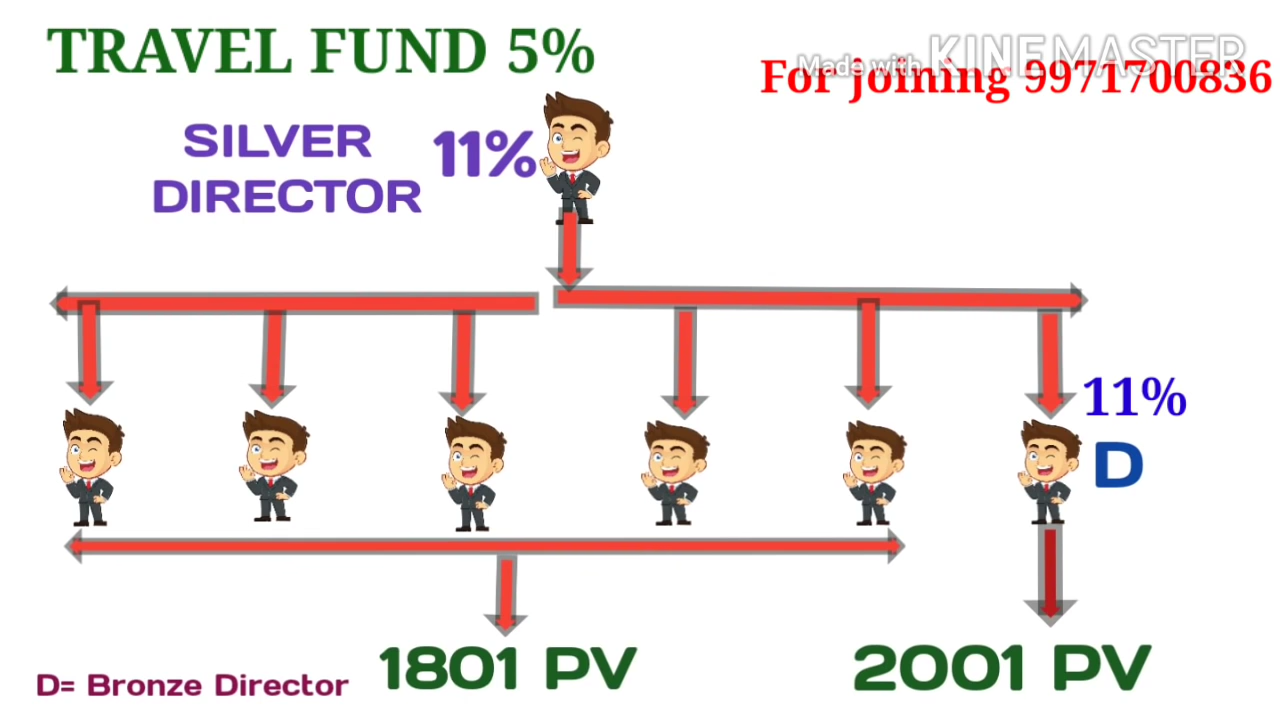 TRAVEL FUND 5%
Made with KINEMASTER
For joining 9971700836
SILVER
DIRECTOR
11%
11%
D
1801 PV
2001 PV
D= Bronze Director